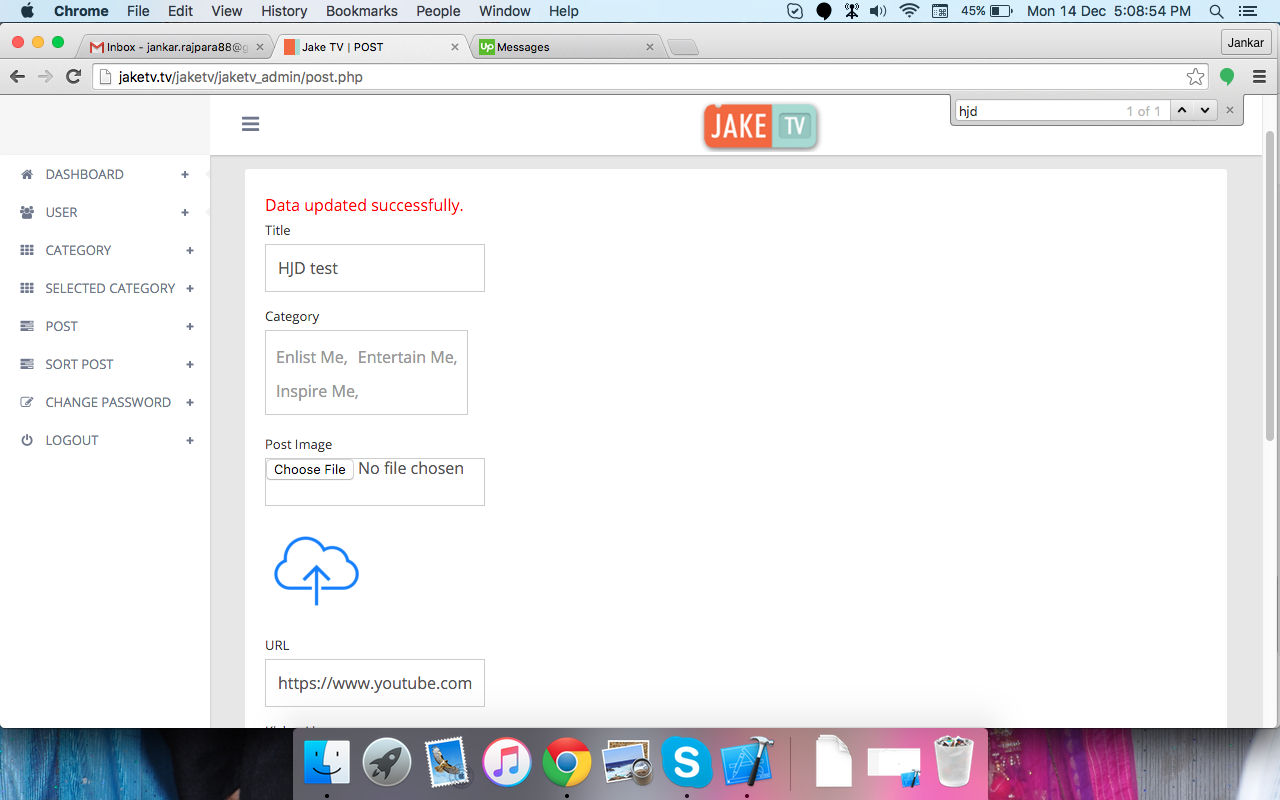 Chrome File Edit View History Bookmarks People Window Help 45% Mon 14 Dec 5:08:54 PM
Inbox - jankar.rajpara88@g
Jake TV | POST
Up Messages
Jankar
jaketv.tv/jaketv/jaketv_admin/post.php
hjd 1 of 1
JAKE TV
DASHBOARD
USER
CATEGORY
SELECTED CATEGORY
POST
SORT POST
CHANGE PASSWORD
LOGOUT
Data updated successfully.
Title
HJD test
Category
Enlist Me, Entertain Me,
Inspire Me,
Post Image
Choose File No file chosen
URL
https://www.youtube.com